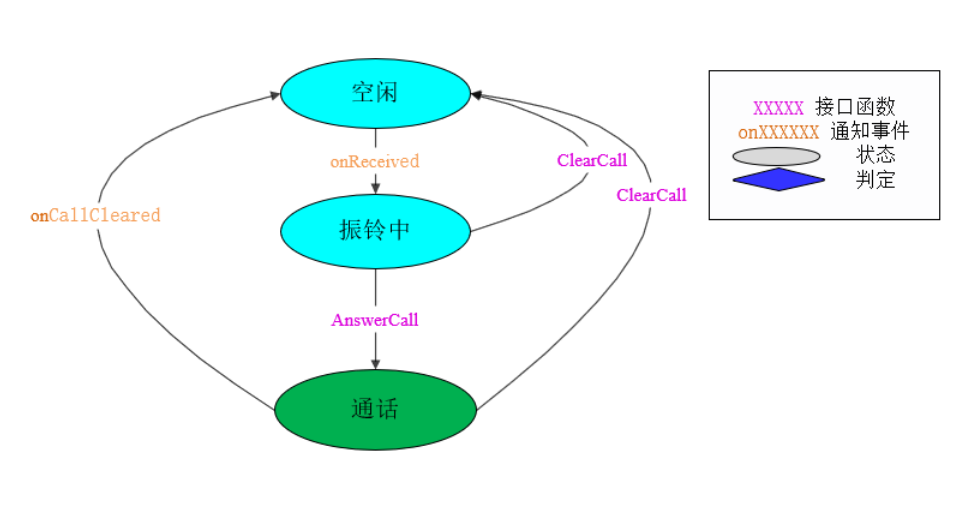 空闲
onReceived
ClearCall
ClearCall
onCallCleared
振铃中
AnswerCall
通话
XXXXX 接口函数
onXXXXXX 通知事件
状态
判定